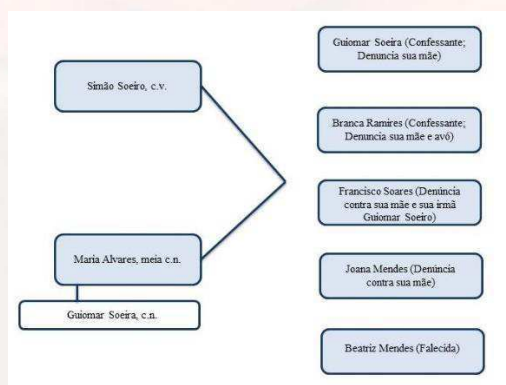 Simão Soeiro, c.v.
Maria Alvares, meia c.n.
Guiomar Soeira, c.n.
Guiomar Soeira (Confessante;
Denuncia sua mãe)
Branca Ramires (Confessante;
Denuncia sua mãe e avó)
Francisco Soares (Denúncia
contra sua mãe e sua irmã
Guiomar Soeiro)
Joana Mendes (Denúncia
contra sua mãe)
Beatriz Mendes (Falecida)